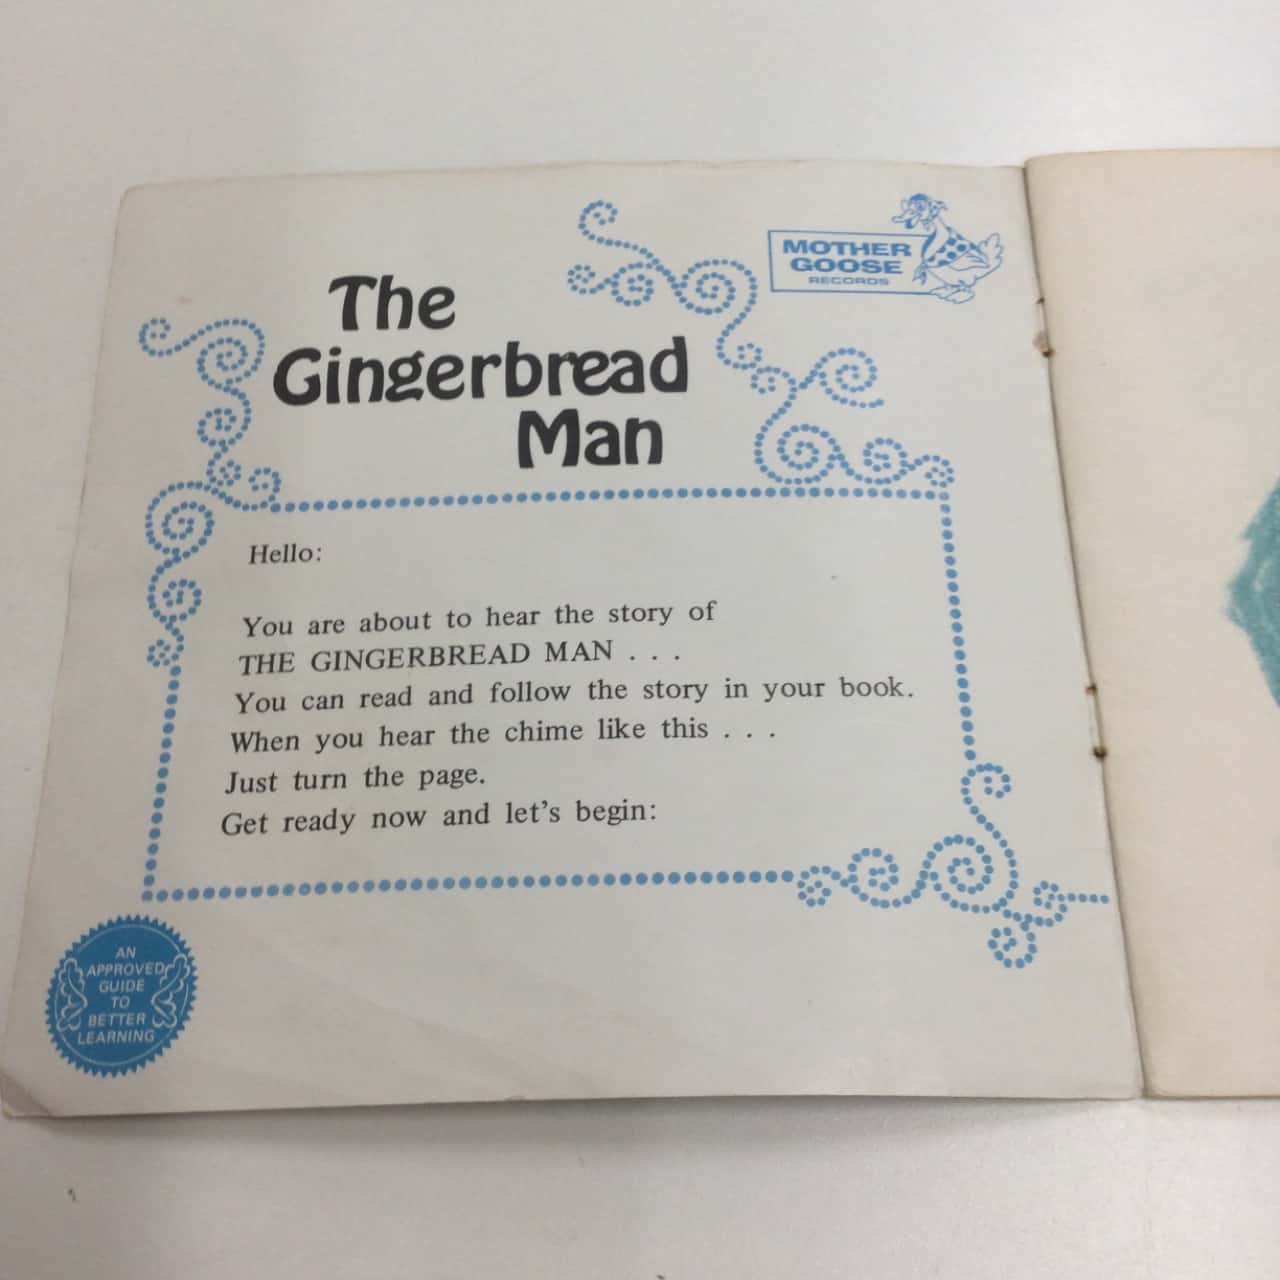 MOTHER
GOOSE
RECORDS
The
Gingerbread
Man
Hello:
You are about to hear the story of
THE GINGERBREAD MAN . . .
You can read and follow the story in your book.
When you hear the chime like this . . .
Just turn the page.
Get ready now and let's begin:
AN
APPROVED
GUIDE
TO
BETTER
LEARNING